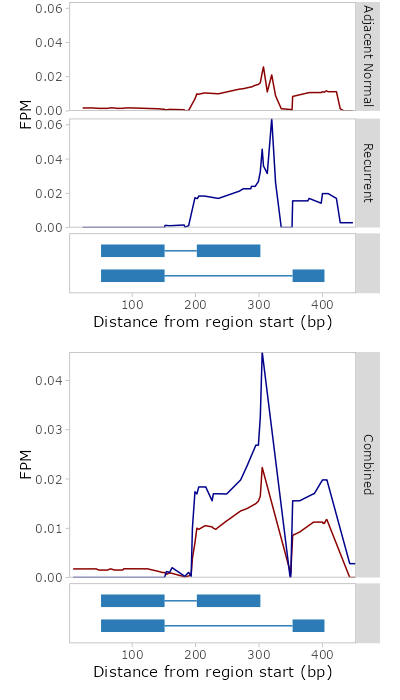 0.06
0.04
0.02
0.00
Adjacent Normal
FPM
0.06
0.04
0.02
0.00
Recurrent
100 200 300 400
Distance from region start (bp)
0.04
0.03
0.02
0.01
0.00
FPM
Combined
100 200 300 400
Distance from region start (bp)